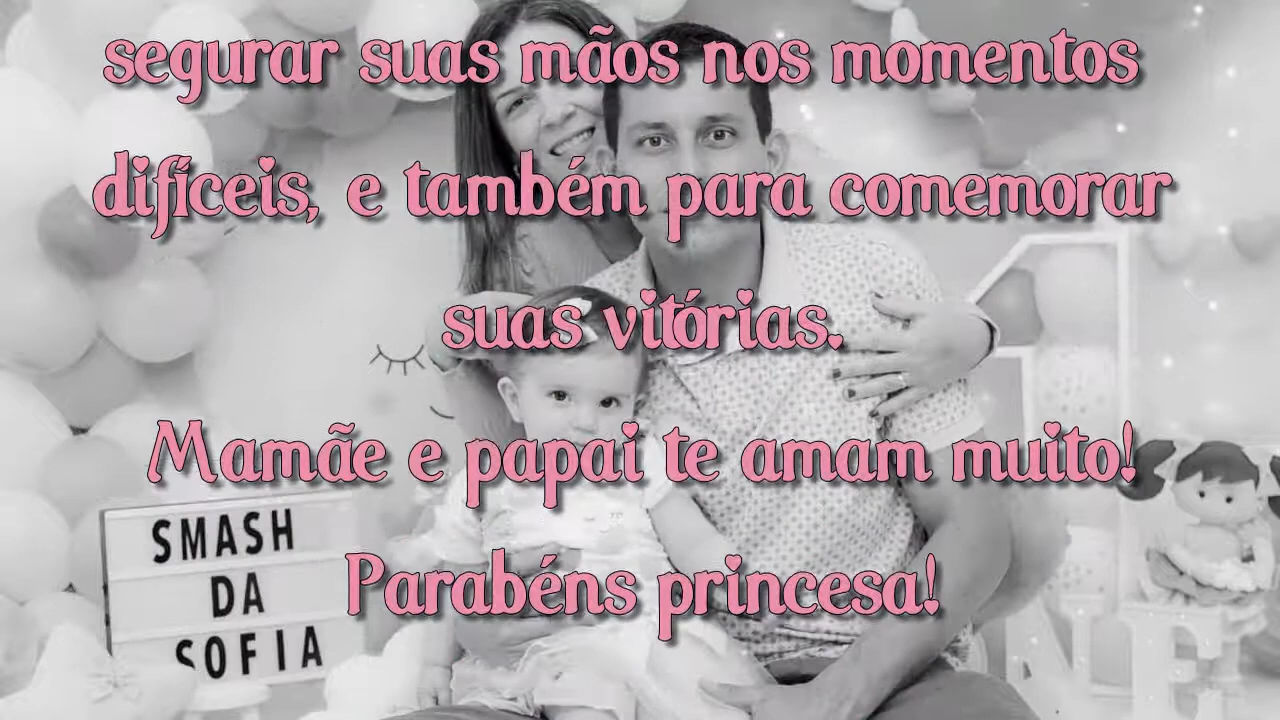 segurar suas mãos nos momentos
difíceis, e também para comemorar
suas vitórias.
Mamãe e papai te amam muito!
Parabéns princesa!
SMASH
DA
SOFIA